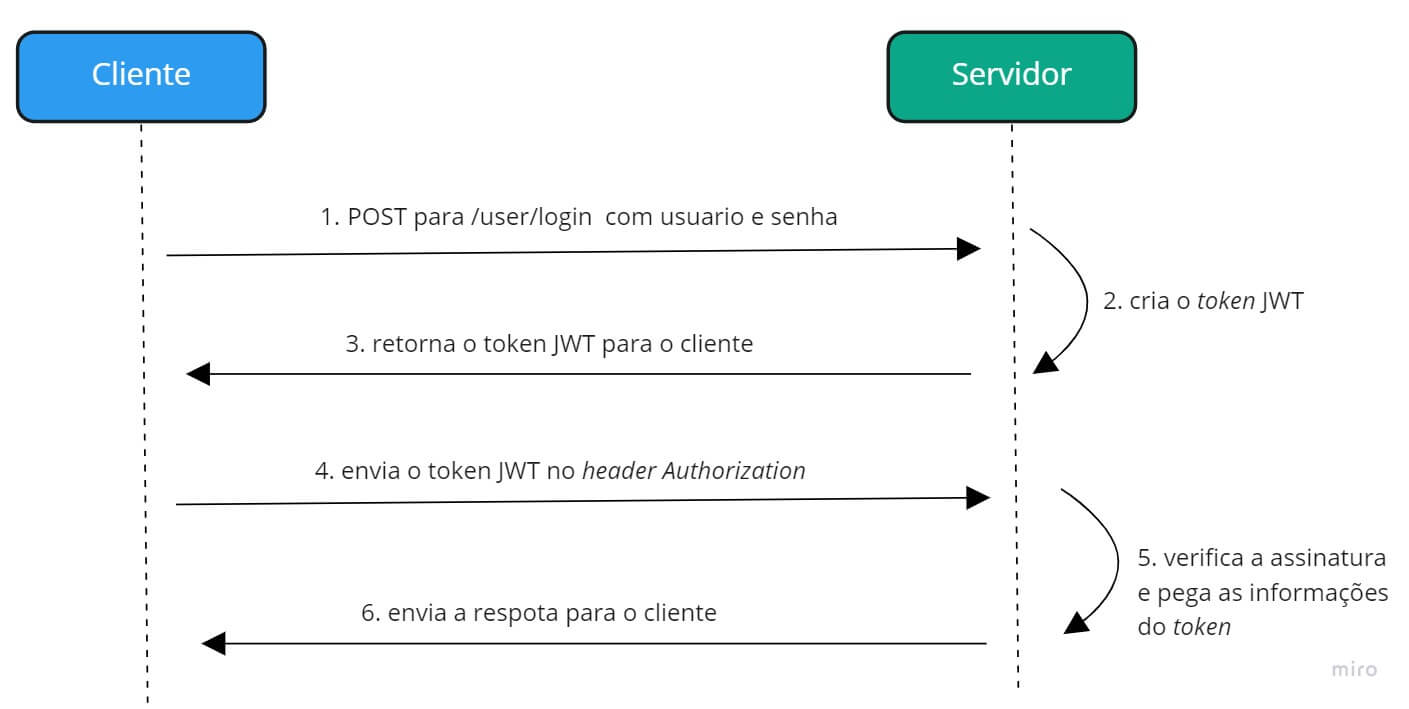 Cliente
Servidor
1. POST para /user/login com usuario e senha
2. cria o token JWT
3. retorna o token JWT para o cliente
4. envia o token JWT no header Authorization
5. verifica a assinatura
e pega as informações
do token
6. envia a respota para o cliente
miro